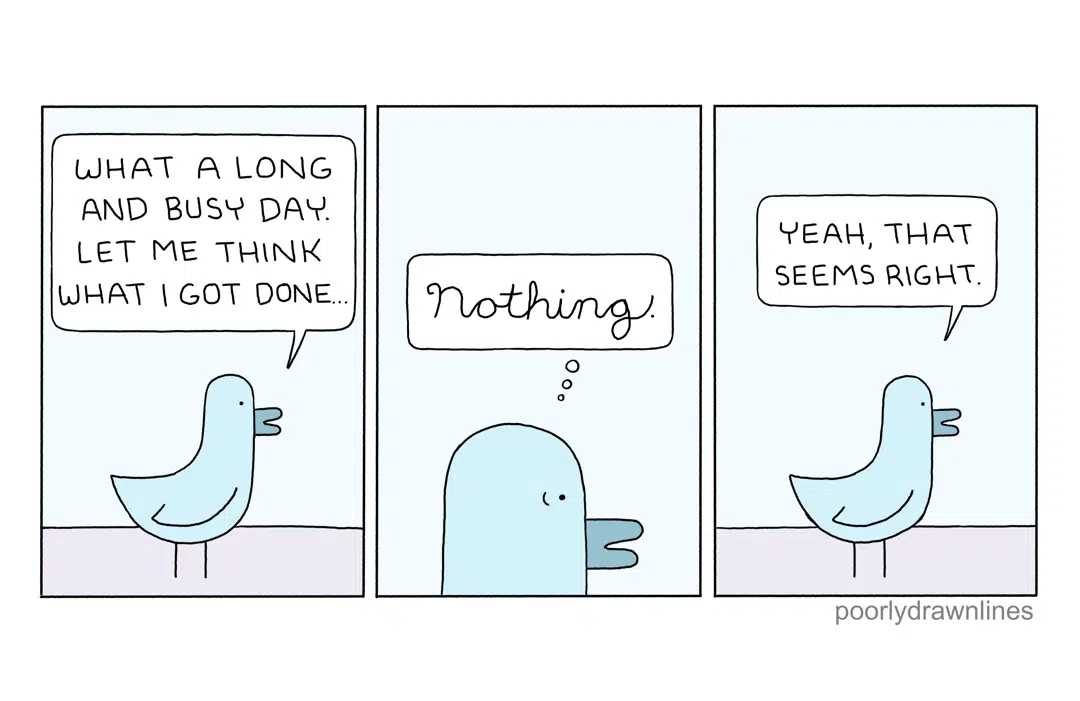 WHAT A LONG
AND BUSY DAY.
LET ME THINK
WHAT I GOT DONE...
Nothing.
YEAH, THAT
SEEMS RIGHT.
poorlydrawnlines